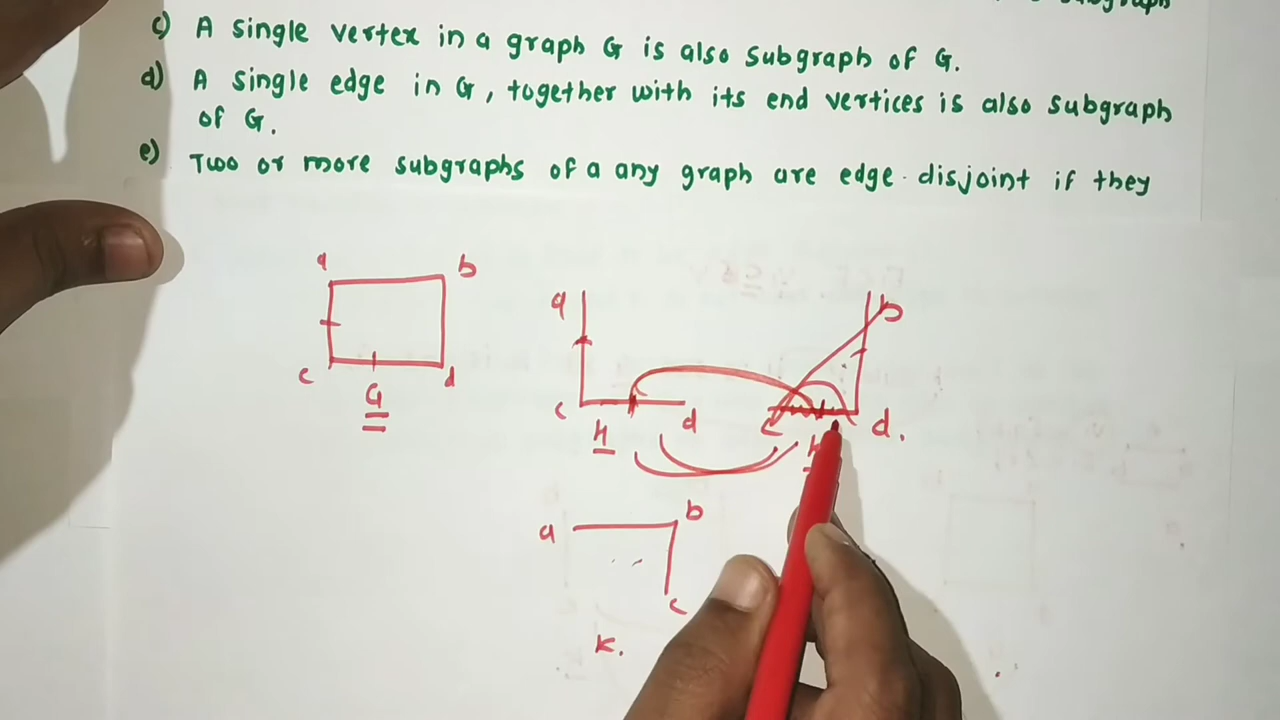 subgraph
c) A single vertex in a graph G is also subgraph of G.
d) A single edge in G, together with its end vertices is also subgraph
of G.
e) Two or more subgraphs of a any graph are edge-disjoint if they
a b
c d
G
a
c d
H
b
c d.
a b
c
K.